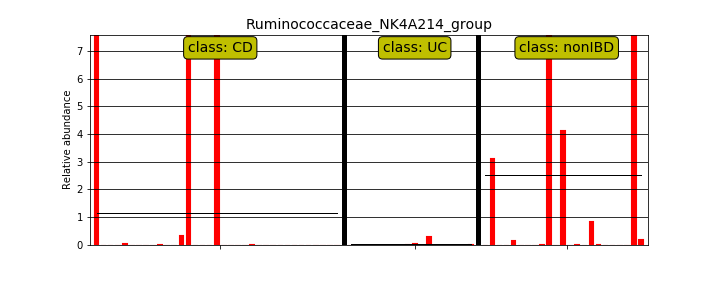 Ruminococcaceae_NK4A214_group
class: CD
class: UC
class: nonIBD
7
6
5
4
3
2
1
0
Relative abundance